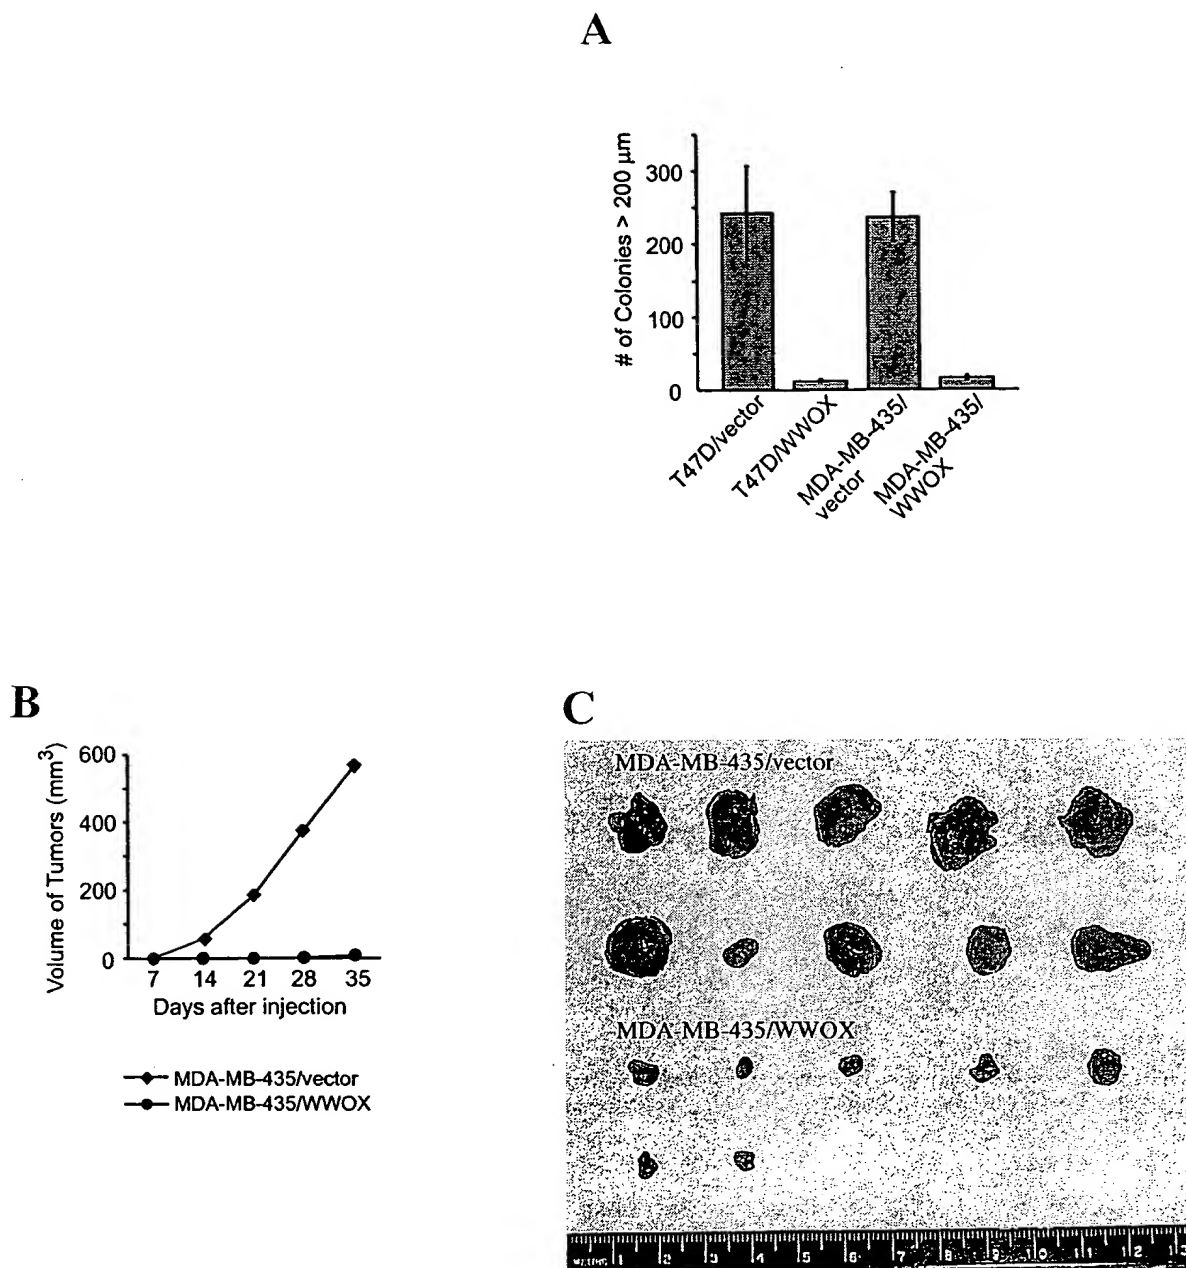 A
# of Colonies > 200 µm
300
200
100
0
T47D/vector
T47D/WWOX
MDA-MB-435/
vector
MDA-MB-435/
WWOX
B
Volume of Tumors (mm³)
600
400
200
0
7 14 21 28 35
Days after injection
MDA-MB-435/vector
MDA-MB-435/WWOX
C
MDA-MB-435/vector
MDA-MB-435/WWOX
1 2 3 4 5 6 7 8 9 10 11 12 13